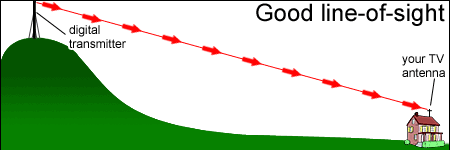 Good line-of-sight
digital
transmitter
your TV
antenna